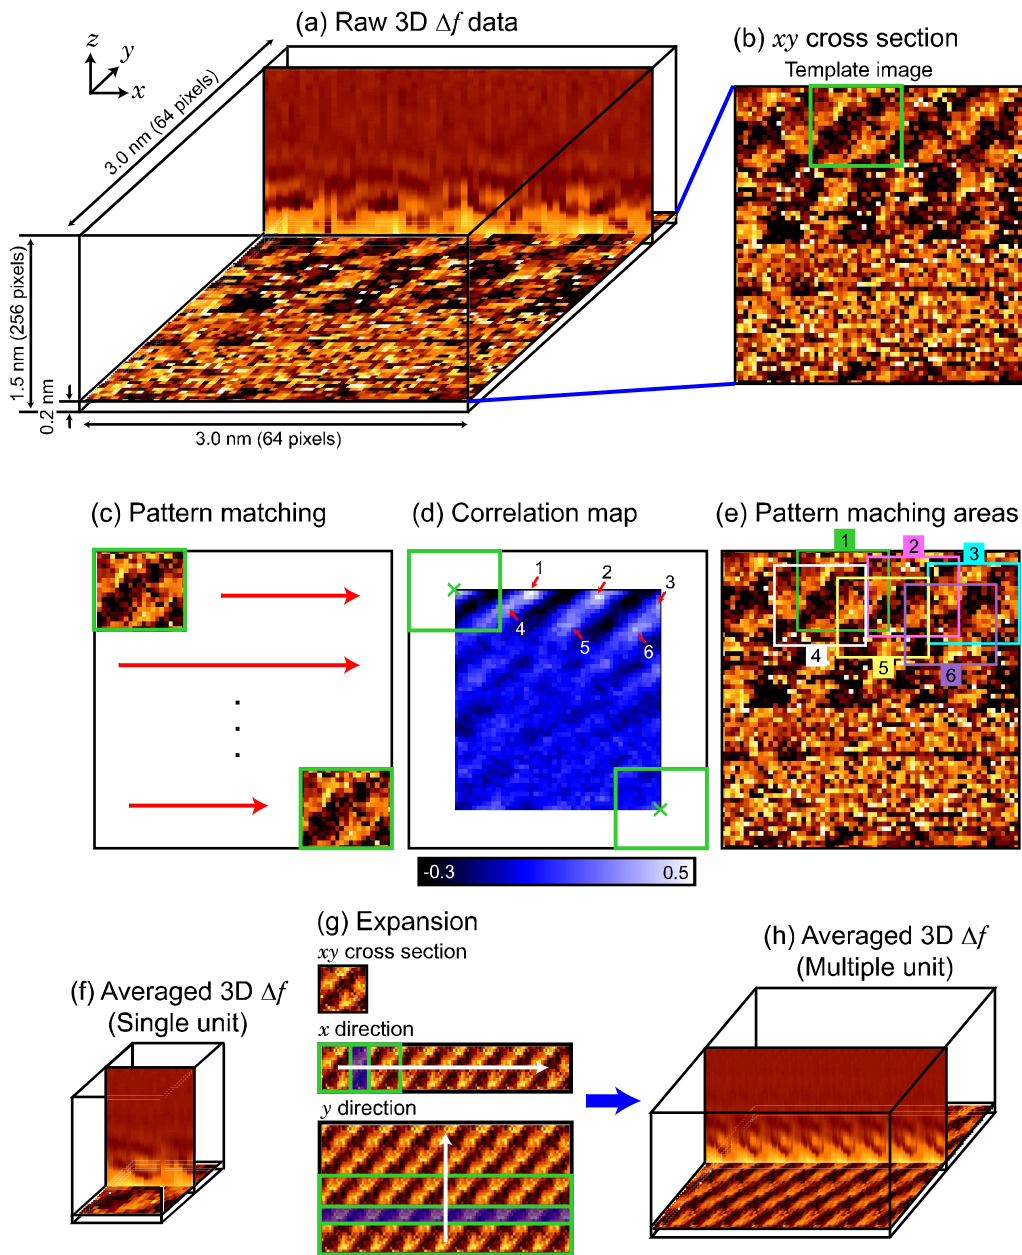 (a) Raw 3D Δf data
(b) xy cross section
Template image
z
y
x
3.0 nm (64 pixels)
1.5 nm (256 pixels)
0.2 nm
3.0 nm (64 pixels)
(c) Pattern matching
(d) Correlation map
(e) Pattern maching areas
1
2
3
4
5
6
1
2
3
4
5
6
-0.3
0.5
(f) Averaged 3D Δf
(Single unit)
(g) Expansion
xy cross section
x direction
y direction
(h) Averaged 3D Δf
(Multiple unit)